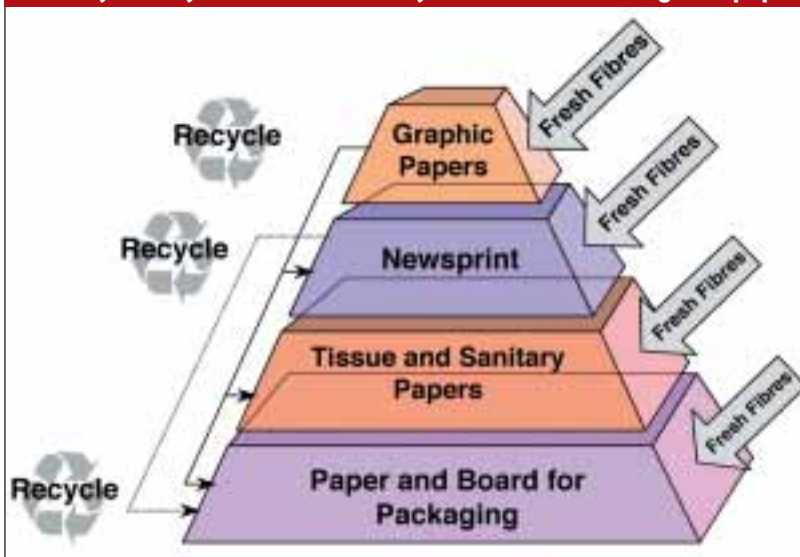 Recycle
Graphic
Papers
Fresh Fibres
Recycle
Newsprint
Fresh Fibres
Tissue and Sanitary
Papers
Fresh Fibres
Recycle
Paper and Board for
Packaging
Fresh Fibres